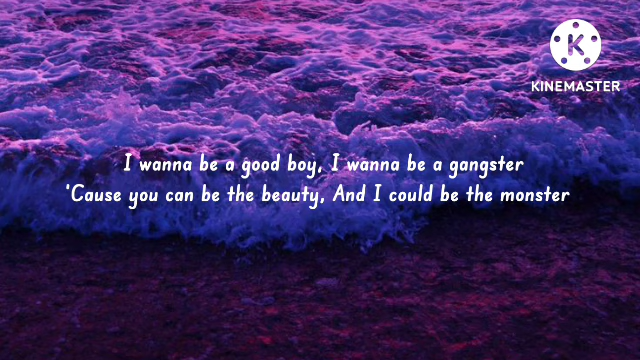 KINEMASTER
I wanna be a good boy, I wanna be a gangster
'Cause you can be the beauty, And I could be the monster